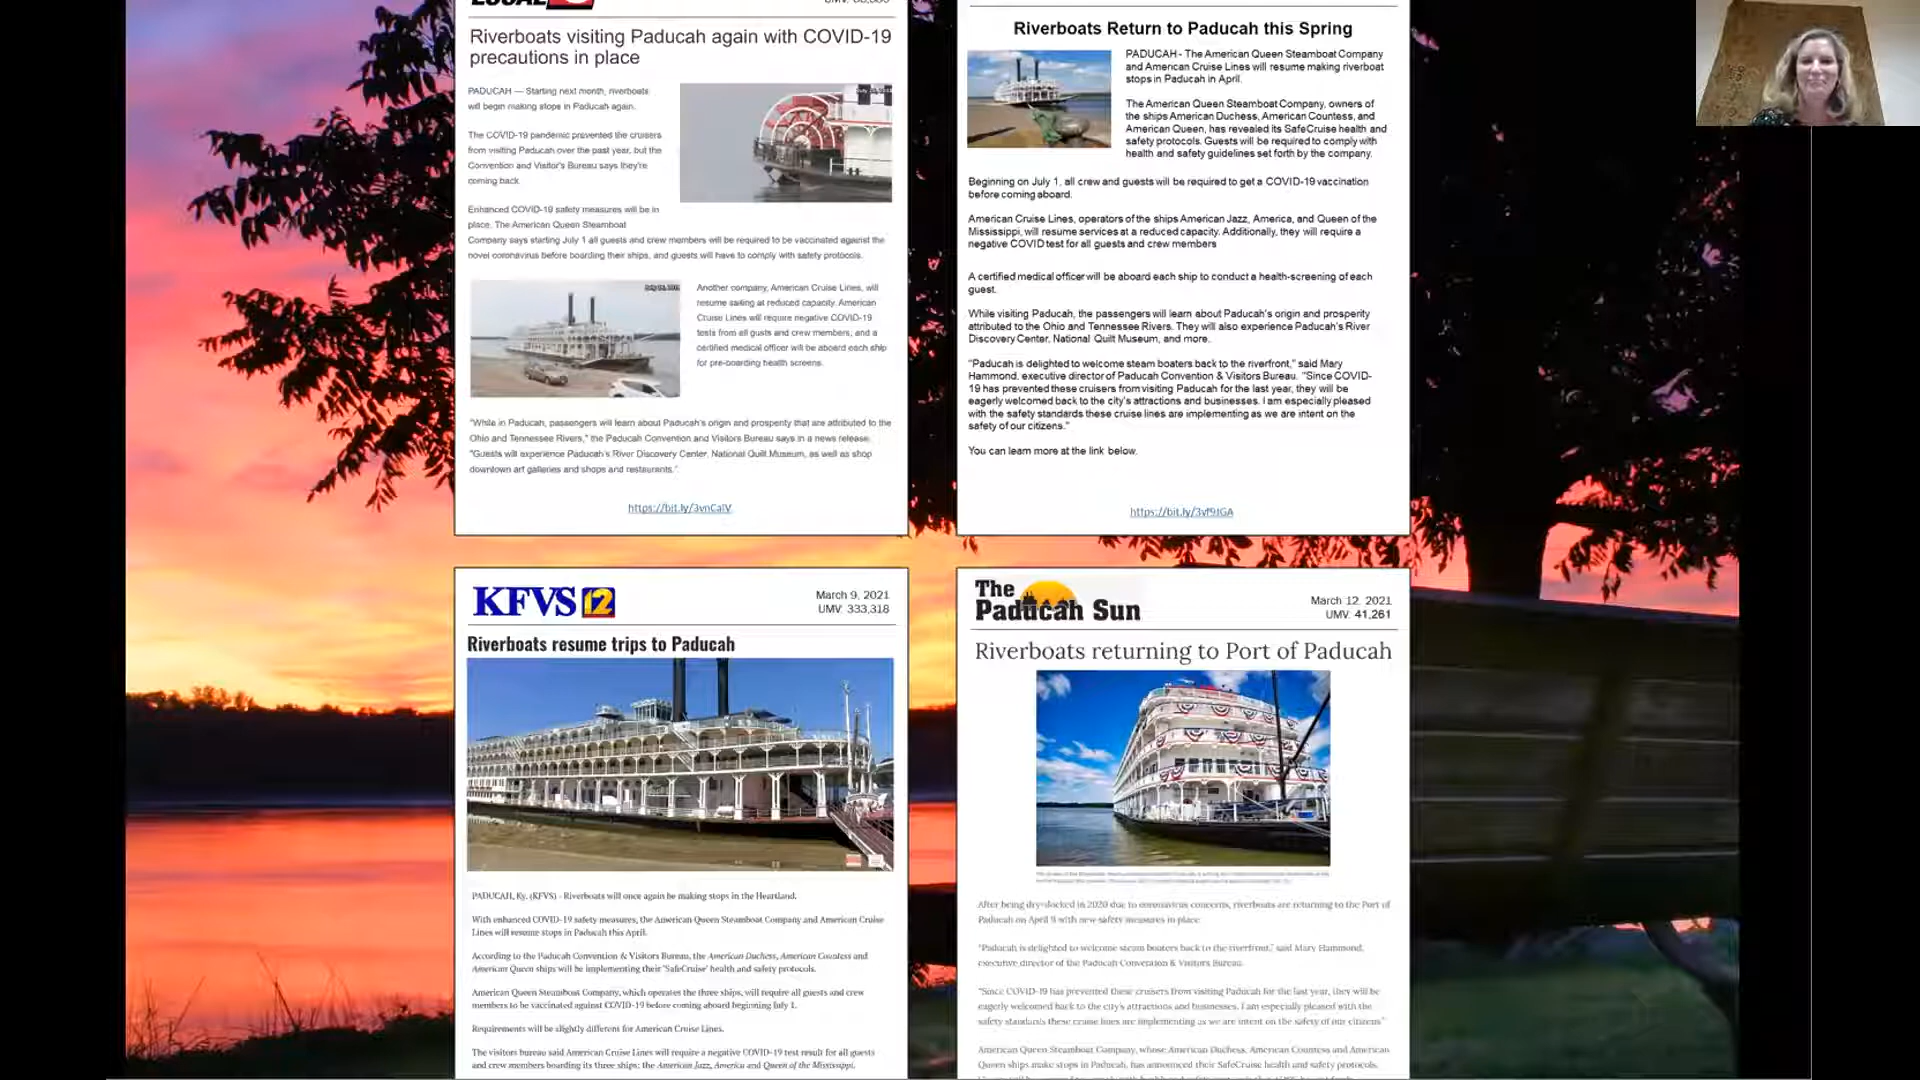 LOCAL
Riverboats visiting Paducah again with COVID-19
precautions in place
PADUCAH — Starting next month, riverboats
will begin making stops in Paducah again.
The COVID-19 pandemic prevented the cruisers
from visiting Paducah over the past year, but the
Convention and Visitor's Bureau says they're
coming back.
Enhanced COVID-19 safety measures will be in
place. The American Queen Steamboat
Company says starting July 1 all guests and crew members will be required to be vaccinated against the
novel coronavirus before boarding their ships, and guests will have to comply with safety protocols.
Another company, American Cruise Lines, will
resume sailing at reduced capacity. American
Cruise Lines will require negative COVID-19
tests from all gusts and crew members, and a
certified medical officer will be aboard each ship
for pre-boarding health screens.
"While in Paducah, passengers will learn about Paducah's origin and prosperity that are attributed to the
Ohio and Tennessee Rivers," the Paducah Convention and Visitors Bureau says in a news release.
"Guests will experience Paducah's River Discovery Center, National Quilt Museum, as well as shop
downtown art galleries and shops and restaurants."
https://bit.ly/3vnCalV
Riverboats Return to Paducah this Spring
PADUCAH - The American Queen Steamboat Company
and American Cruise Lines will resume making riverboat
stops in Paducah in April.
The American Queen Steamboat Company, owners of
the ships American Duchess, American Countess, and
American Queen, has revealed its SafeCruise health and
safety protocols. Guests will be required to comply with
health and safety guidelines set forth by the company.
Beginning on July 1, all crew and guests will be required to get a COVID-19 vaccination
before coming aboard.
American Cruise Lines, operators of the ships American Jazz, America, and Queen of the
Mississippi, will resume services at a reduced capacity. Additionally, they will require a
negative COVID test for all guests and crew members
A certified medical officer will be aboard each ship to conduct a health-screening of each
guest.
While visiting Paducah, the passengers will learn about Paducah's origin and prosperity
attributed to the Ohio and Tennessee Rivers. They will also experience Paducah's River
Discovery Center, National Quilt Museum, and more.
"Paducah is delighted to welcome steam boaters back to the riverfront," said Mary
Hammond, executive director of Paducah Convention & Visitors Bureau. "Since COVID-
19 has prevented these cruisers from visiting Paducah for the last year, they will be
eagerly welcomed back to the city's attractions and businesses. I am especially pleased
with the safety standards these cruise lines are implementing as we are intent on the
safety of our citizens."
You can learn more at the link below.
https://bit.ly/3vf9JGA
KFVS 12
March 9, 2021
UMV: 333,318
Riverboats resume trips to Paducah
PADUCAH, Ky. (KFVS) - Riverboats will once again be making stops in the Heartland.
With enhanced COVID-19 safety measures, the American Queen Steamboat Company and American Cruise
Lines will resume stops in Paducah this April.
According to the Paducah Convention & Visitors Bureau, the American Duchess, American Countess and
American Queen ships will be implementing their 'SafeCruise' health and safety protocols.
American Queen Steamboat Company, which operates the three ships, will require all guests and crew
members to be vaccinated against COVID-19 before coming aboard beginning July 1.
Requirements will be slightly different for American Cruise Lines.
The visitors bureau said American Cruise Lines will require a negative COVID-19 test result for all guests
and crew members boarding its three ships: the American Jazz, America and Queen of the Mississippi.
The
Paducah Sun
March 12, 2021
UMV: 41,261
Riverboats returning to Port of Paducah
After being dry-docked in 2020 due to coronavirus concerns, riverboats are returning to the Port of
Paducah on April 9 with new safety measures in place.
"Paducah is delighted to welcome steam boaters back to the riverfront," said Mary Hammond,
executive director of the Paducah Convention & Visitors Bureau.
"Since COVID-19 has prevented these cruisers from visiting Paducah for the last year, they will be
eagerly welcomed back to the city's attractions and businesses. I am especially pleased with the
safety standards these cruise lines are implementing as we are intent on the safety of our citizens."
American Queen Steamboat Company, whose American Duchess, American Countess and American
Queen ships make stops in Paducah, has announced their SafeCruise health and safety protocols.